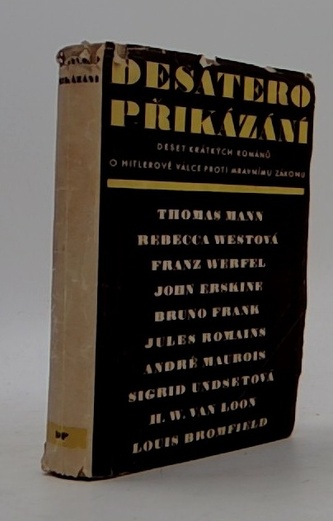 DESATERO
PŘIKÁZÁNÍ
DESET KRÁTKÝCH ROMÁNŮ
O HITLEROVĚ VÁLCE PROTI MRAVNÍMU ZÁKONU
THOMAS MANN
REBECCA WESTOVÁ
FRANZ WERFEL
JOHN ERSKINE
BRUNO FRANK
JULES ROMAINS
ANDRÉ MAUROIS
SIGRID UNDSETOVÁ
H. W. VAN LOON
LOUIS BROMFIELD
PŘIKÁZÁNÍ